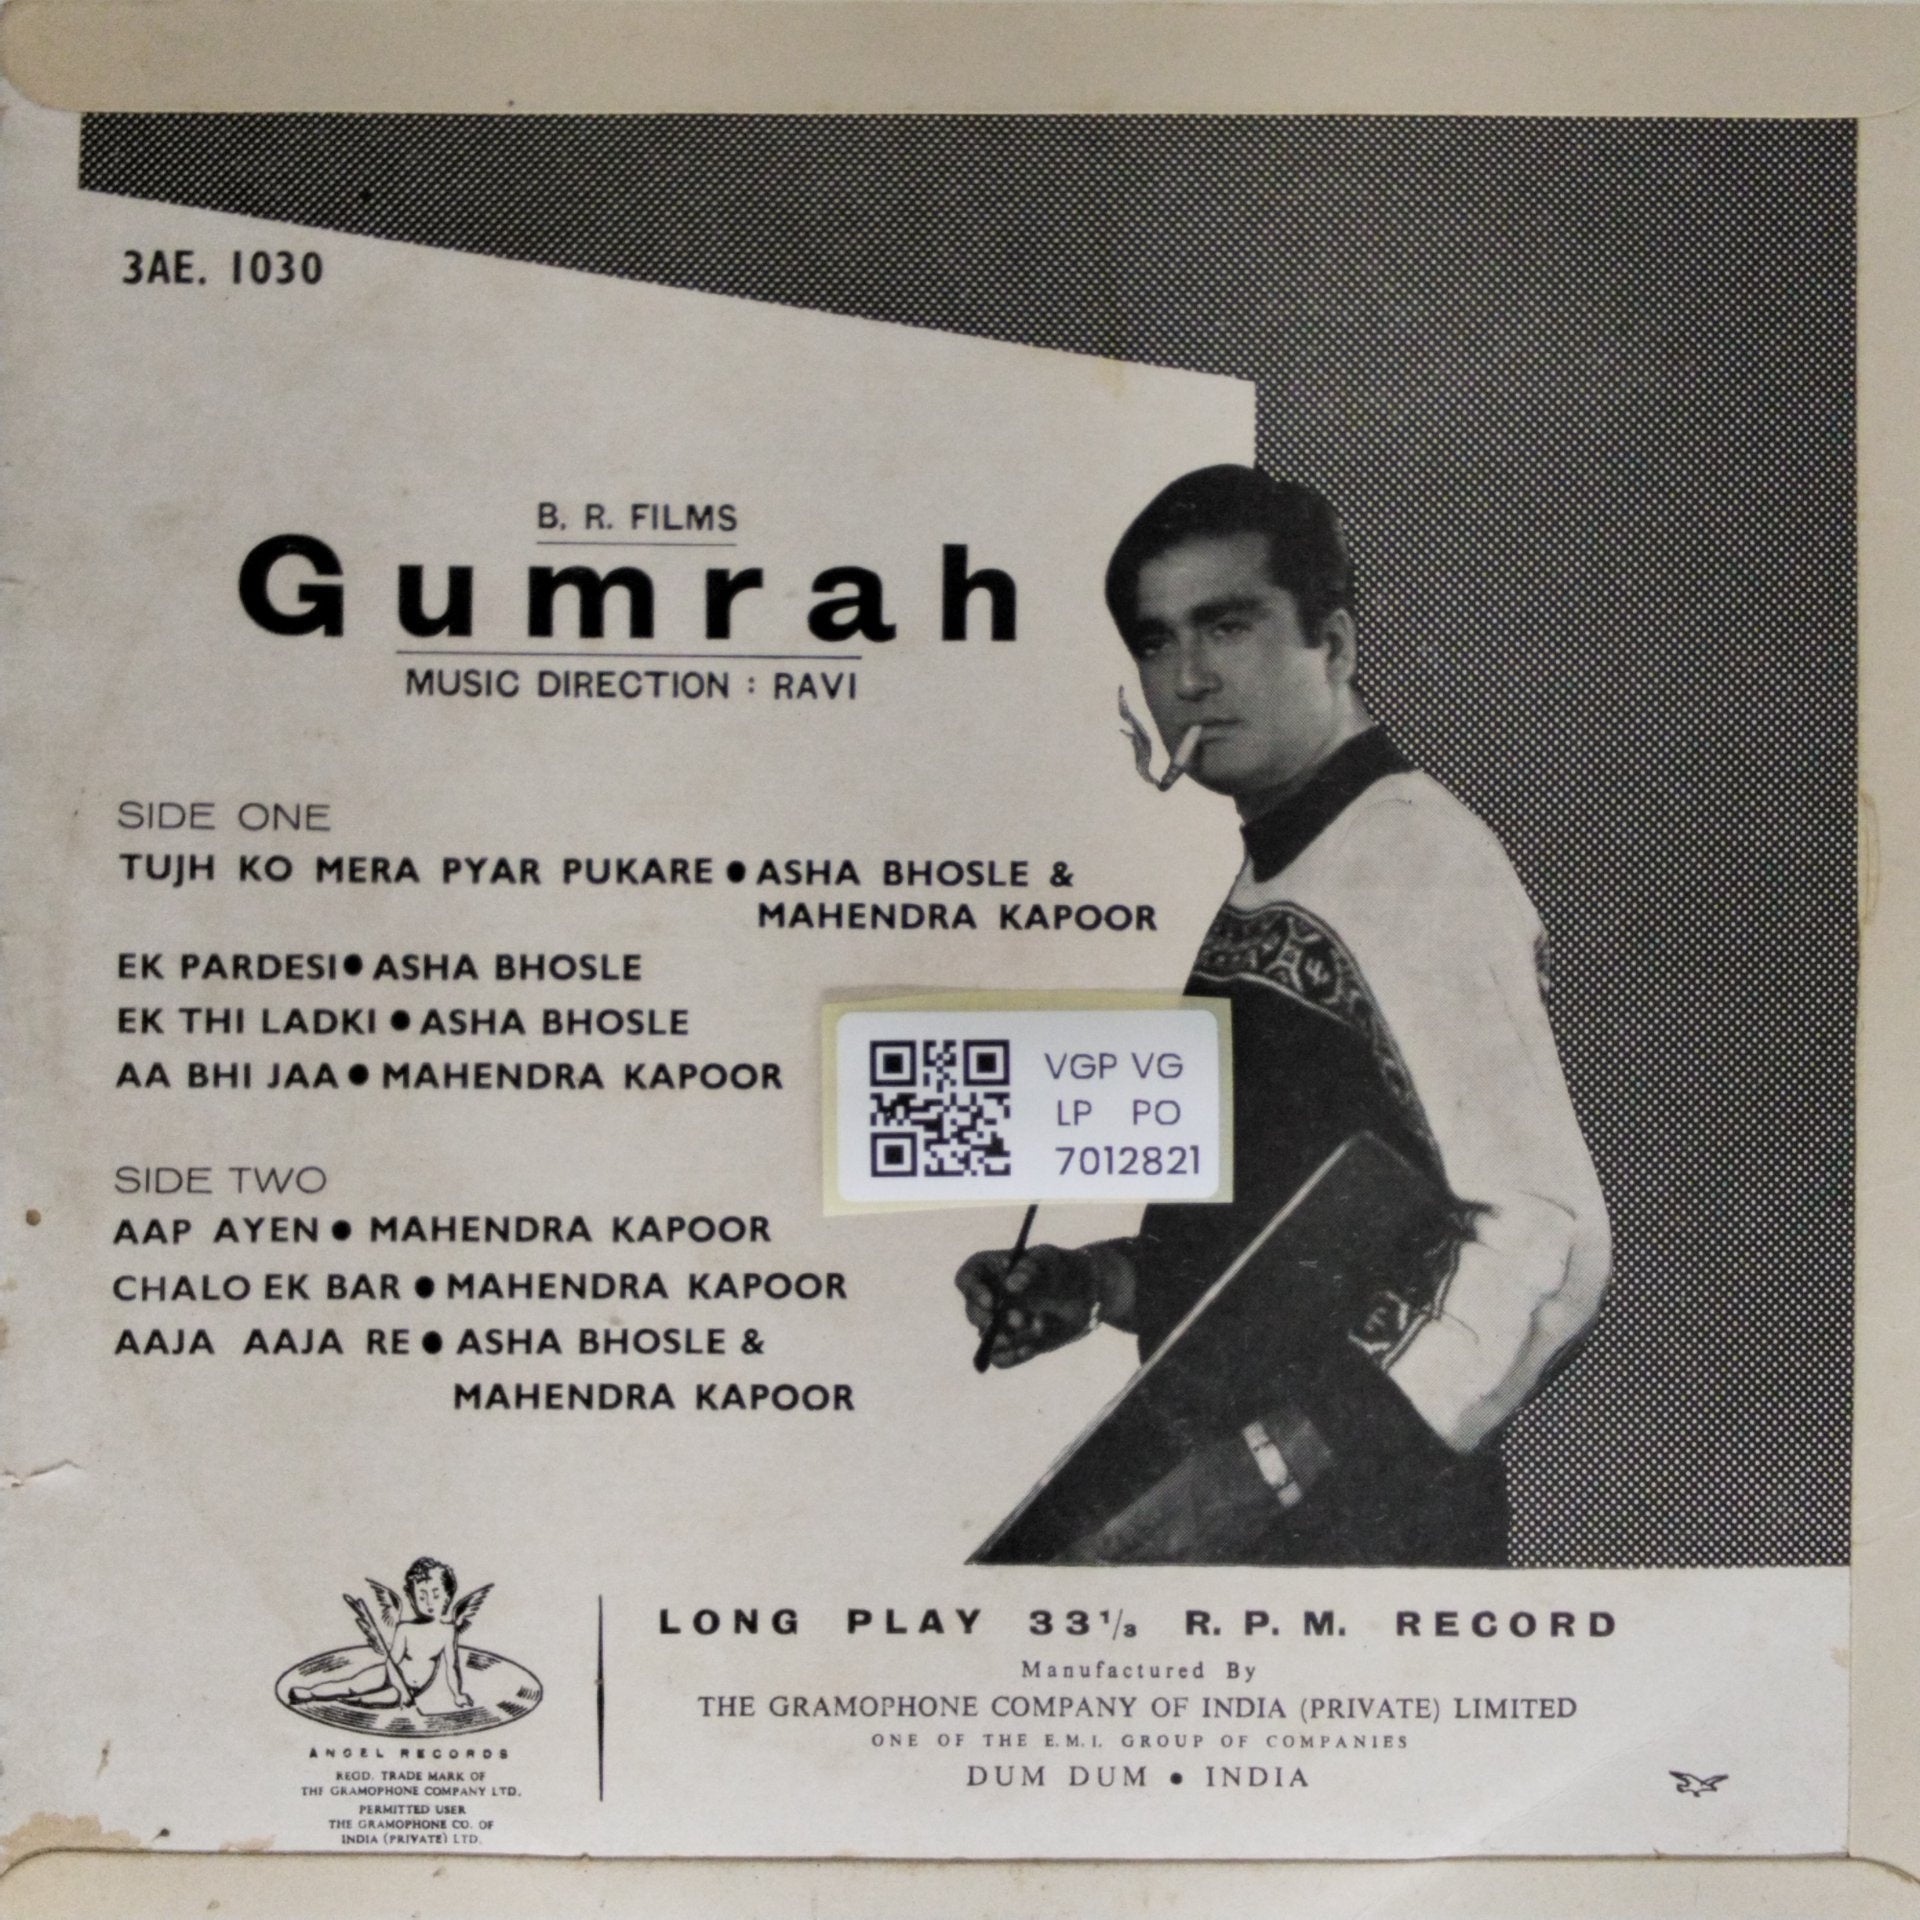 3AE. 1030
B. R. FILMS
Gumrah
MUSIC DIRECTION : RAVI
SIDE ONE
TUJH KO MERA PYAR PUKARE ● ASHA BHOSLE &
MAHENDRA KAPOOR
EK PARDESI ● ASHA BHOSLE
EK THI LADKI ● ASHA BHOSLE
AA BHI JAA ● MAHENDRA KAPOOR
VGP VG
LP PO
7012821
SIDE TWO
AAP AYEN ● MAHENDRA KAPOOR
CHALO EK BAR ● MAHENDRA KAPOOR
AAJA AAJA RE ● ASHA BHOSLE &
MAHENDRA KAPOOR
ANGEL RECORDS
REGD. TRADE MARK OF
THE GRAMOPHONE COMPANY LTD.
PERMITTED USER
THE GRAMOPHONE CO. OF
INDIA (PRIVATE) LTD.
LONG PLAY 33⅓ R. P. M. RECORD
Manufactured By
THE GRAMOPHONE COMPANY OF INDIA (PRIVATE) LIMITED
ONE OF THE E.M.I. GROUP OF COMPANIES
DUM DUM ● INDIA